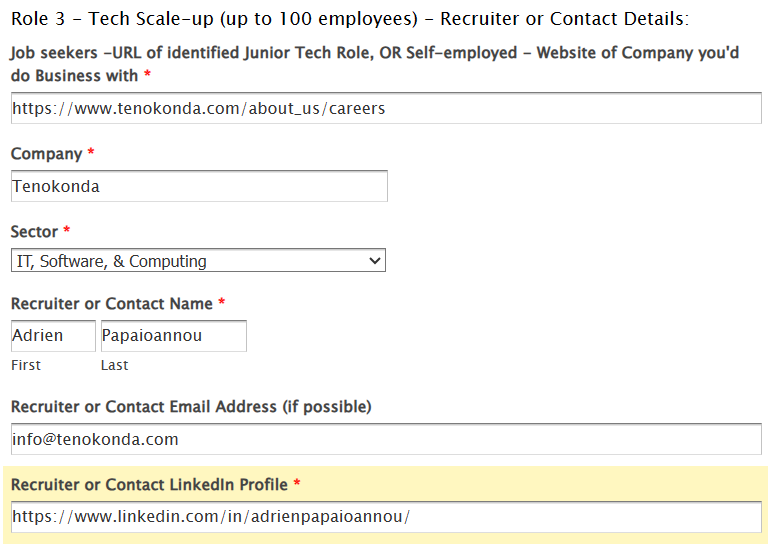 Role 3 - Tech Scale-up (up to 100 employees) - Recruiter or Contact Details:
Job seekers -URL of identified Junior Tech Role, OR Self-employed - Website of Company you'd
do Business with *
https://www.tenokonda.com/about_us/careers
Company *
Tenokonda
Sector *
IT, Software, & Computing
Recruiter or Contact Name *
Adrien Papaioannou
First Last
Recruiter or Contact Email Address (if possible)
info@tenokonda.com
Recruiter or Contact LinkedIn Profile *
https://www.linkedin.com/in/adrienpapaioannou/